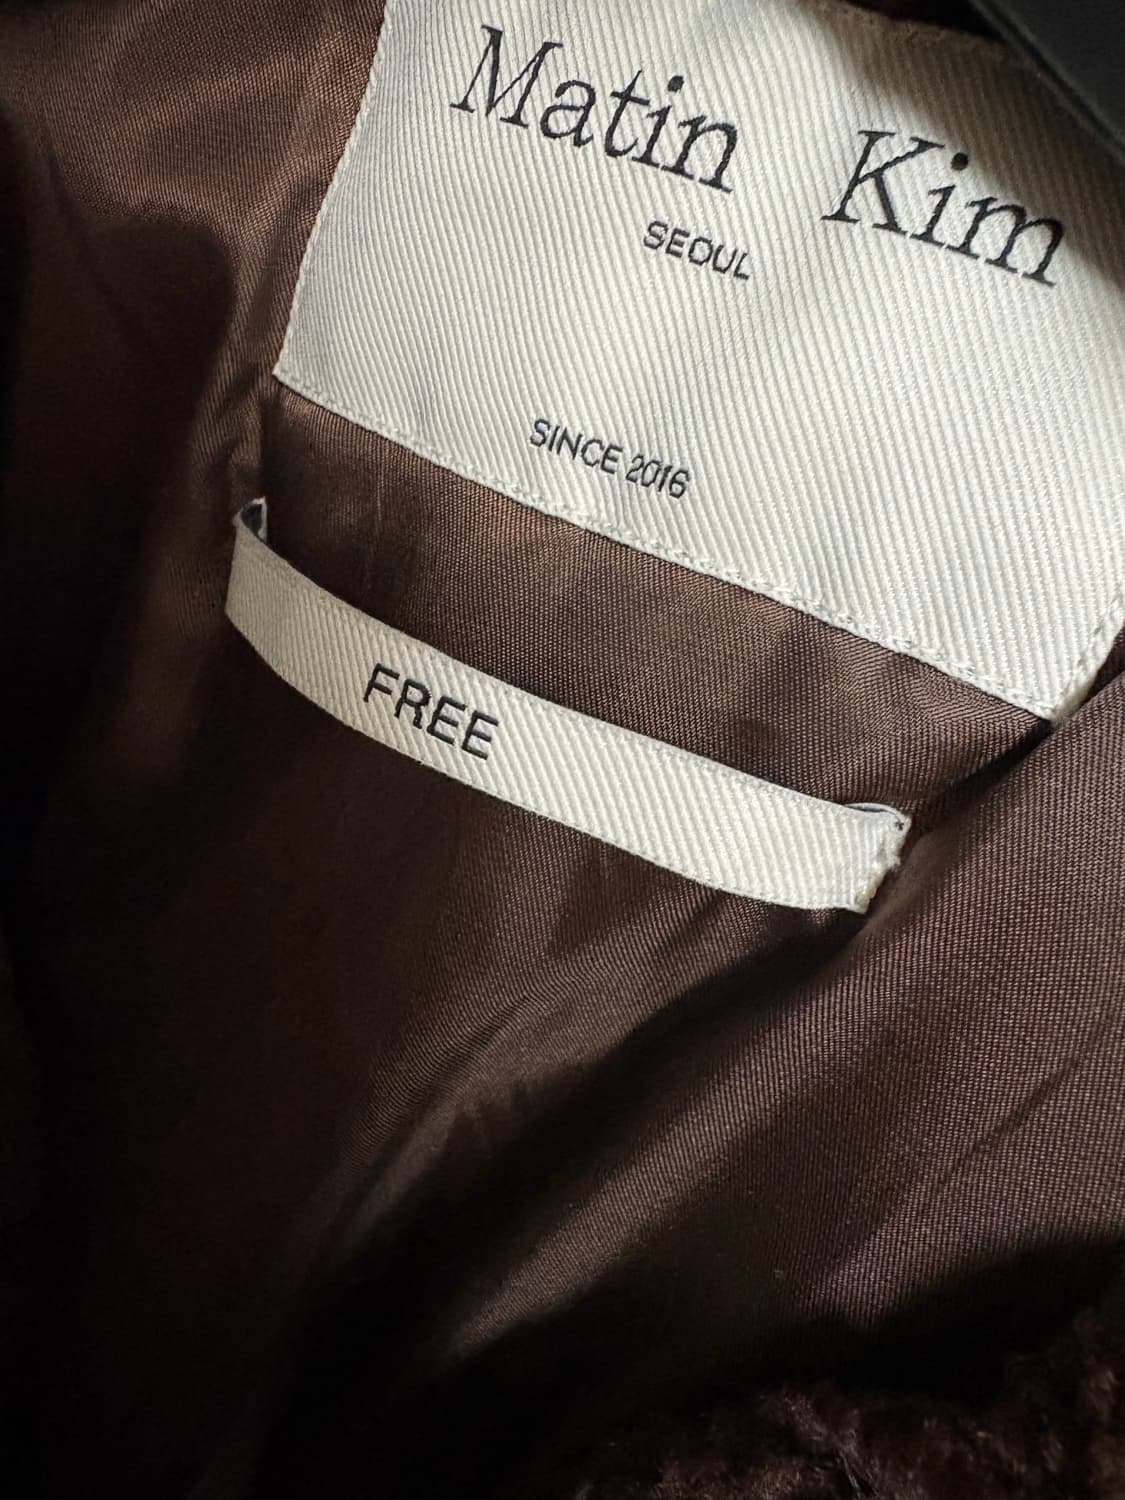 Matin Kim
SEOUL
SINCE 2016
FREE